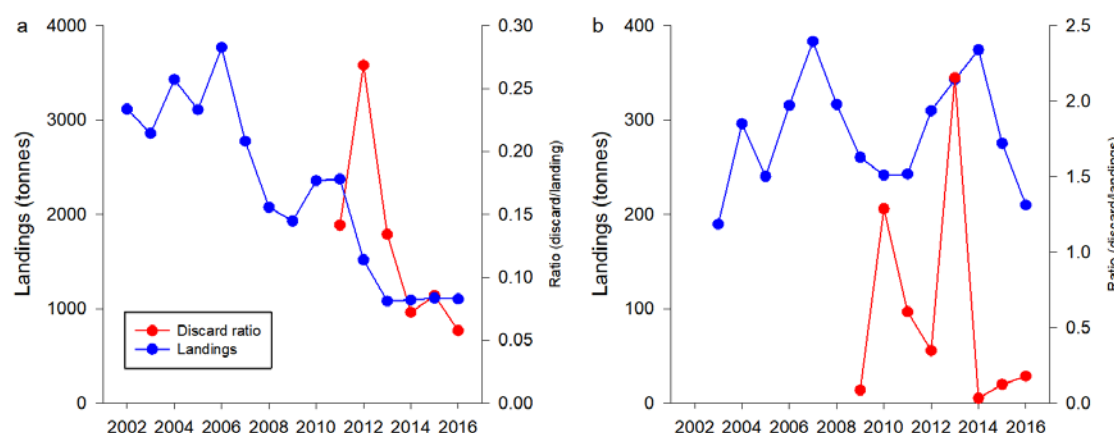 a
4000
3000
2000
1000
0
Landings (tonnes)
0.30
0.25
0.20
0.15
0.10
0.05
0.00
Ratio (discard/landing)
Discard ratio
Landings
2002 2004 2006 2008 2010 2012 2014 2016
b
400
300
200
100
0
Landings (tonnes)
2.5
2.0
1.5
1.0
0.5
0.0
Ratio (discard/landings)
2002 2004 2006 2008 2010 2012 2014 2016